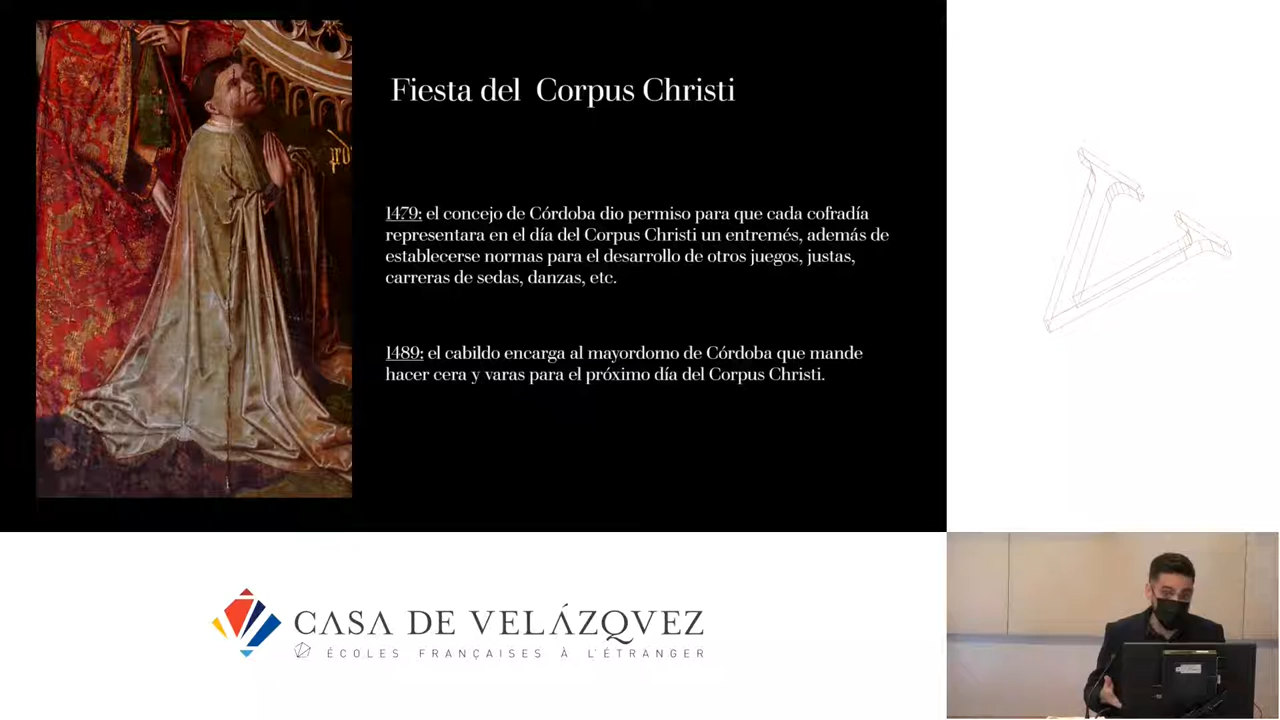 Fiesta del Corpus Christi
1479: el concejo de Córdoba dio permiso para que cada cofradía
representara en el día del Corpus Christi un entremés, además de
establecerse normas para el desarrollo de otros juegos, justas,
carreras de sedas, danzas, etc.
1489: el cabildo encarga al mayordomo de Córdoba que mande
hacer cera y varas para el próximo día del Corpus Christi.
CASA DE VELÁZQVEZ
ÉCOLES FRANÇAISES À L'ÉTRANGER